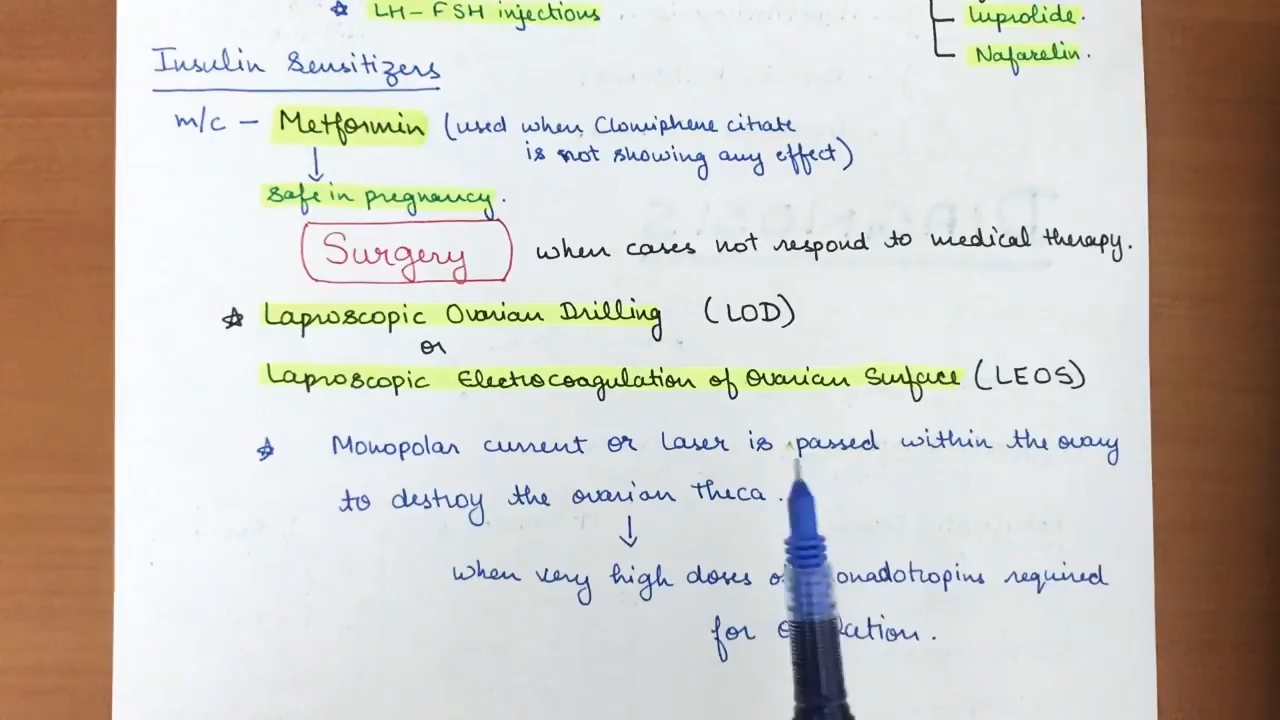 ☆ LH-FSH injections
Luprolide.
Nafarelin.
Insulin Sensitizers
m/c - Metformin (used when Clomiphene citrate
is not showing any effect)
↓
Safe in pregnancy.
Surgery when cases not respond to medical therapy.
☆ Laproscopic Ovarian Drilling (LOD)
or
Laproscopic Electrocoagulation of Ovarian Surface (LEOS)
☆ Monopolar current or Laser is passed within the ovary
to destroy the ovarian Theca.
↓
when very high doses onadotropins required
for